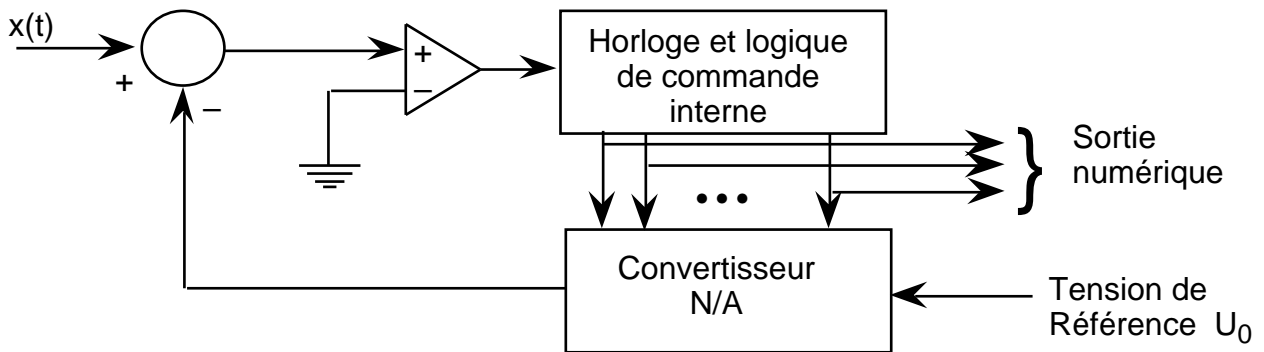 x(t)
+
−
+
−
Horloge et logique
de commande
interne
Sortie
numérique
Convertisseur
N/A
Tension de
Référence U₀